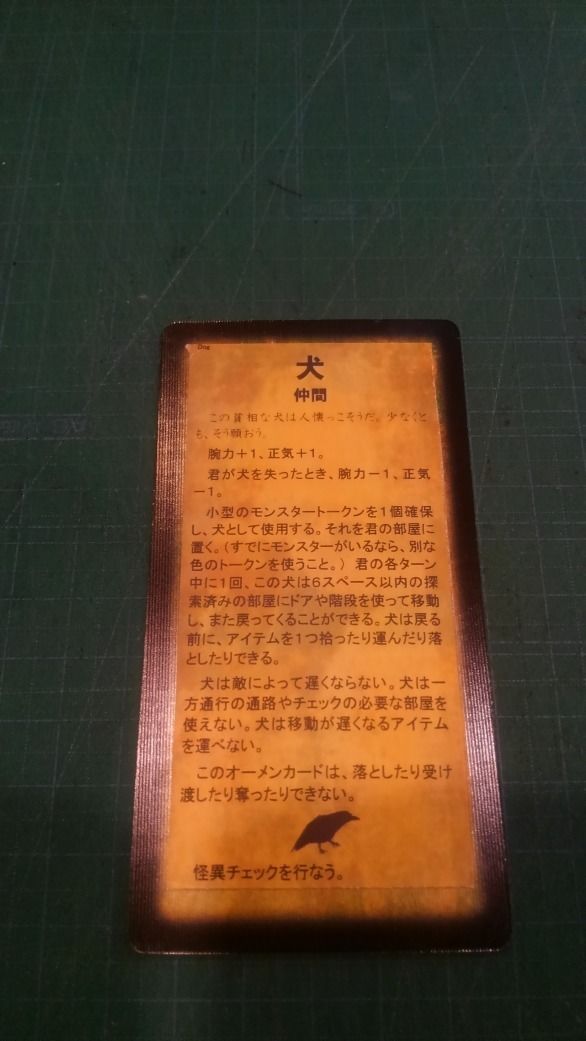 Dog
犬
仲間
この貧相な犬は人懐っこそうだ。少なくと
も、そう願おう。
腕力+1、正気+1。
君が犬を失ったとき、腕力-1、正気
-1。
小型のモンスタートークンを1個確保
し、犬として使用する。それを君の部屋に
置く。(すでにモンスターがいるなら、別な
色のトークンを使うこと。) 君の各ターン
中に1回、この犬は6スペース以内の探
索済みの部屋にドアや階段を使って移動
し、また戻ってくることができる。犬は戻る
前に、アイテムを1つ拾ったり運んだり落
としたりできる。
犬は敵によって遅くならない。犬は一
方通行の通路やチェックの必要な部屋を
使えない。犬は移動が遅くなるアイテム
を運べない。
このオーメンカードは、落としたり受け
渡したり奪ったりできない。
怪異チェックを行なう。